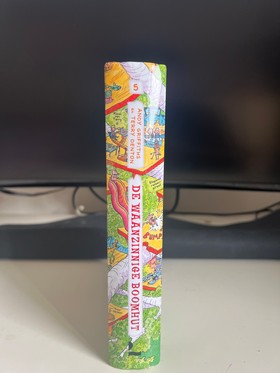 5
ANDY GRIFFITHS
& TERRY DENTON
DE WAANZINNIGE BOOMHUT